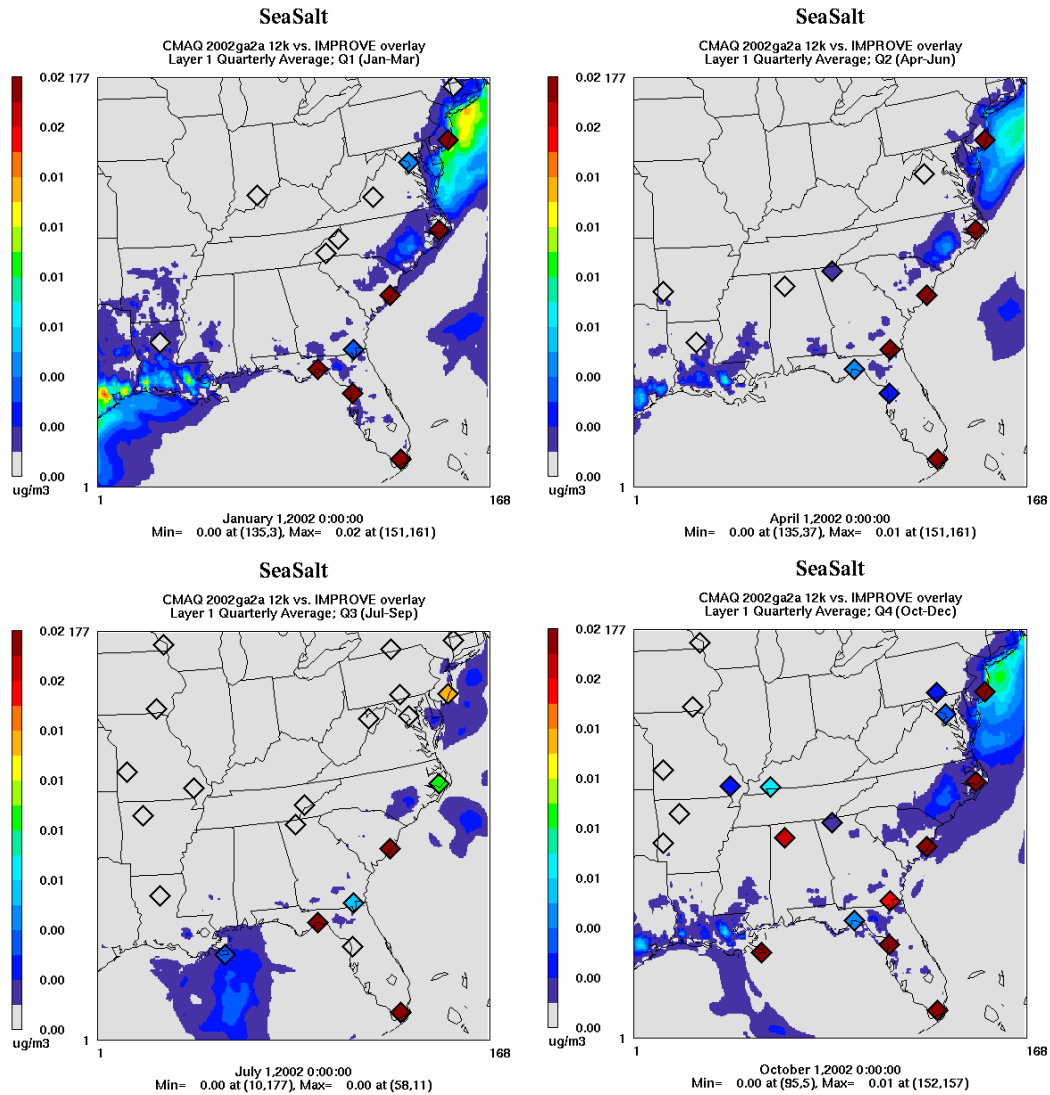 SeaSalt
CMAQ 2002ga2a 12k vs. IMPROVE overlay
Layer 1 Quarterly Average; Q1 (Jan-Mar)
0.02 177
0.02
0.01
0.01
0.01
0.01
0.00
0.00
0.00
ug/m3
1
1
168
January 1,2002 0:00:00
Min= 0.00 at (135,3), Max= 0.02 at (151,161)
SeaSalt
CMAQ 2002ga2a 12k vs. IMPROVE overlay
Layer 1 Quarterly Average; Q2 (Apr-Jun)
0.02 177
0.02
0.01
0.01
0.01
0.01
0.00
0.00
0.00
ug/m3
1
1
168
April 1,2002 0:00:00
Min= 0.00 at (135,37), Max= 0.01 at (151,161)
SeaSalt
CMAQ 2002ga2a 12k vs. IMPROVE overlay
Layer 1 Quarterly Average; Q3 (Jul-Sep)
0.02 177
0.02
0.01
0.01
0.01
0.01
0.00
0.00
0.00
ug/m3
1
1
168
July 1,2002 0:00:00
Min= 0.00 at (10,177), Max= 0.00 at (58,11)
SeaSalt
CMAQ 2002ga2a 12k vs. IMPROVE overlay
Layer 1 Quarterly Average; Q4 (Oct-Dec)
0.02 177
0.02
0.01
0.01
0.01
0.01
0.00
0.00
0.00
ug/m3
1
1
168
October 1,2002 0:00:00
Min= 0.00 at (95,5), Max= 0.01 at (152,157)